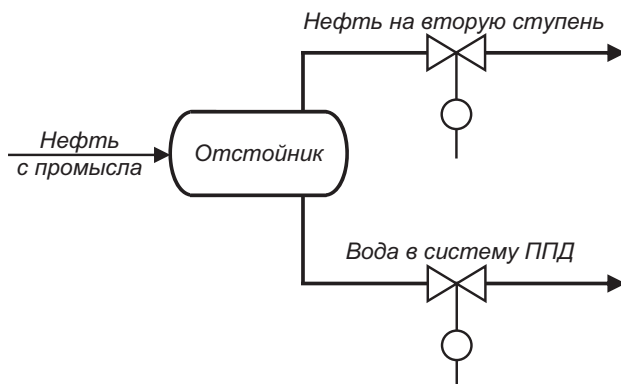 Нефть на вторую ступень
Нефть
с промысла
Отстойник
Вода в систему ППД